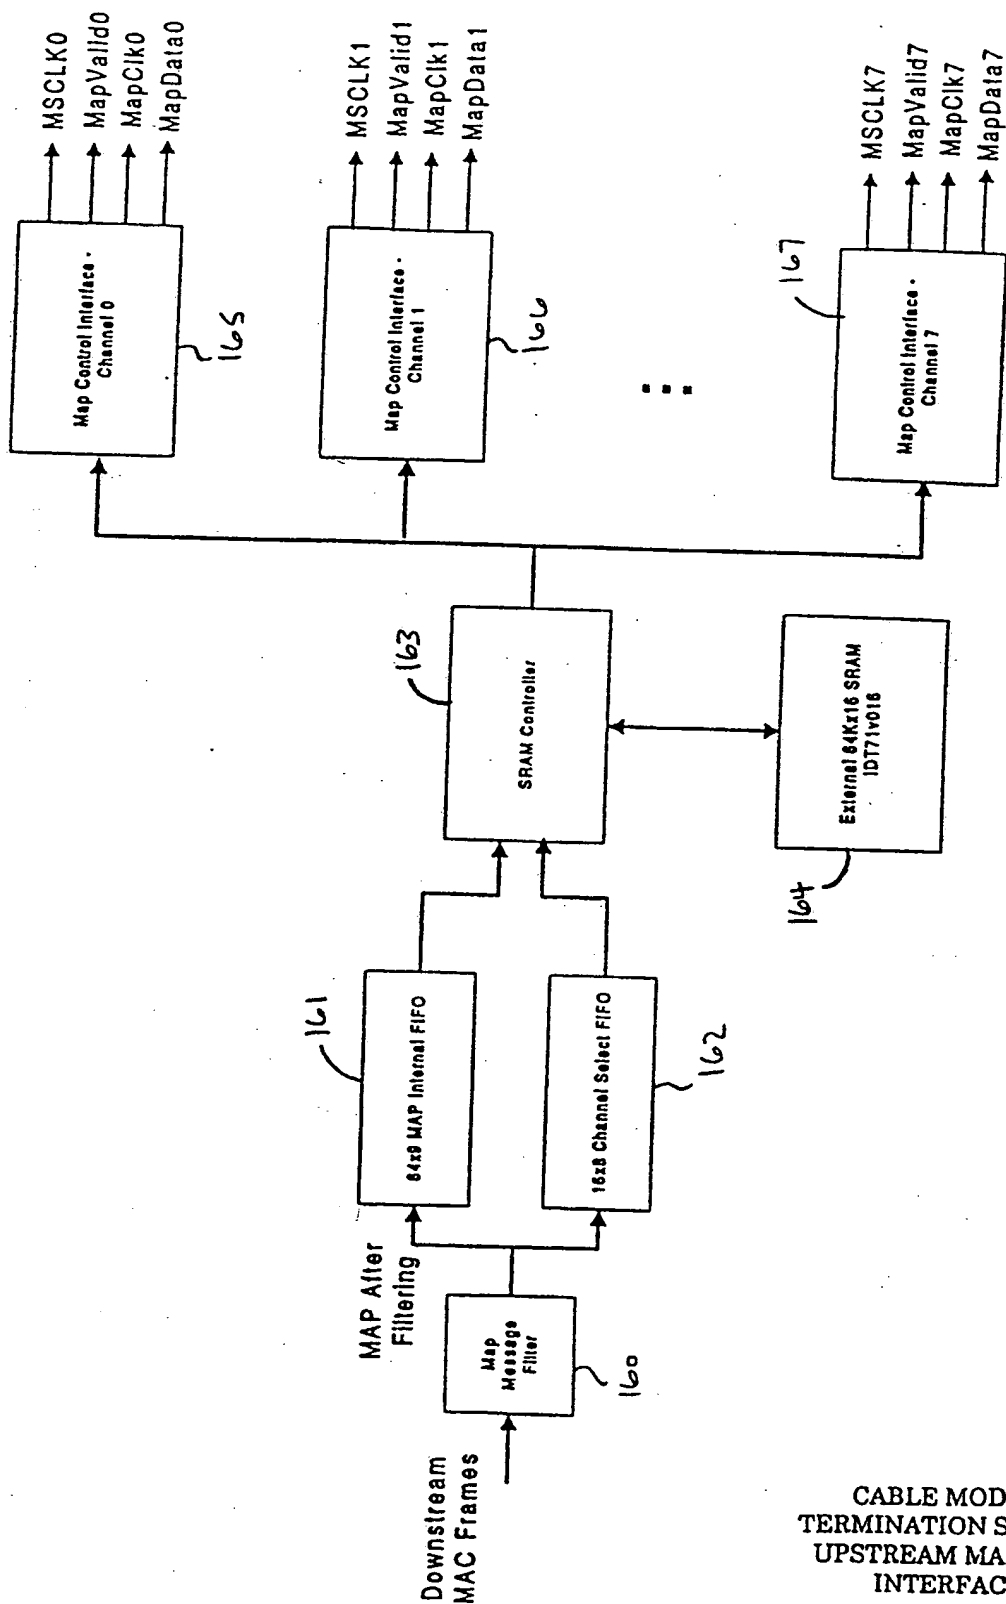 Downstream
MAC Frames
Map
Message
Filter
160
MAP After
Filtering
64x9 MAP Internal FIFO
161
16x8 Channel Select FIFO
162
SRAM Controller
163
External 64Kx16 SRAM
IDT71v016
164
Map Control Interface -
Channel 0
165
MSCLK0
MapValid0
MapClk0
MapData0
Map Control Interface -
Channel 1
166
MSCLK1
MapValid1
MapClk1
MapData1
Map Control Interface -
Channel 7
167
MSCLK7
MapValid7
MapClk7
MapData7
CABLE MOD
TERMINATION S
UPSTREAM MA
INTERFAC